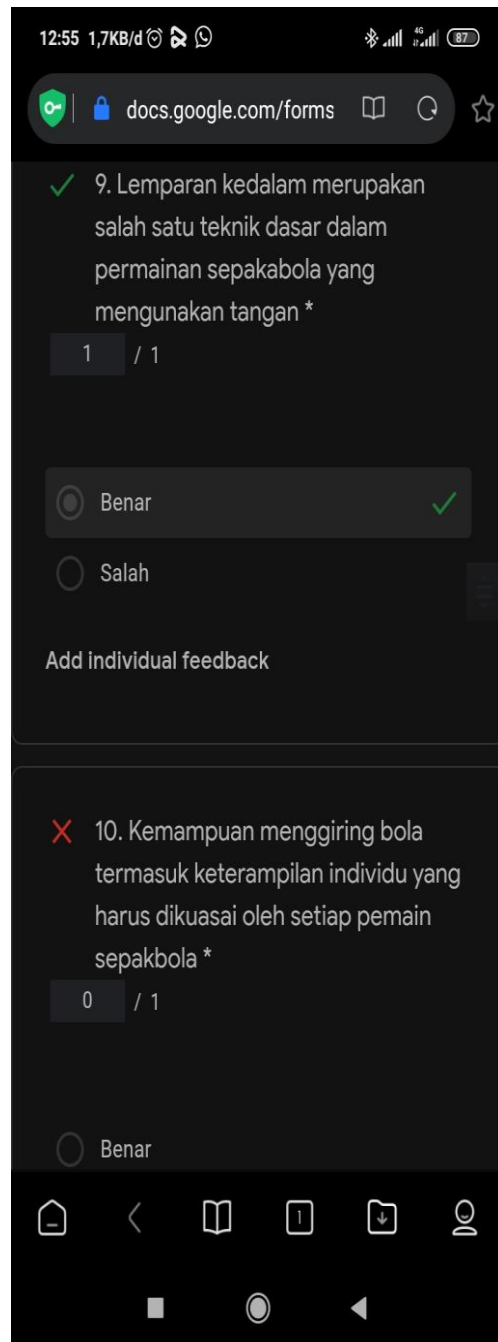 12:55 1,7KB/d 4G 87
docs.google.com/forms
9. Lemparan kedalam merupakan
salah satu teknik dasar dalam
permainan sepakabola yang
mengunakan tangan *
1 / 1
Benar
Salah
Add individual feedback
10. Kemampuan menggiring bola
termasuk keterampilan individu yang
harus dikuasai oleh setiap pemain
sepakbola *
0 / 1
Benar
1